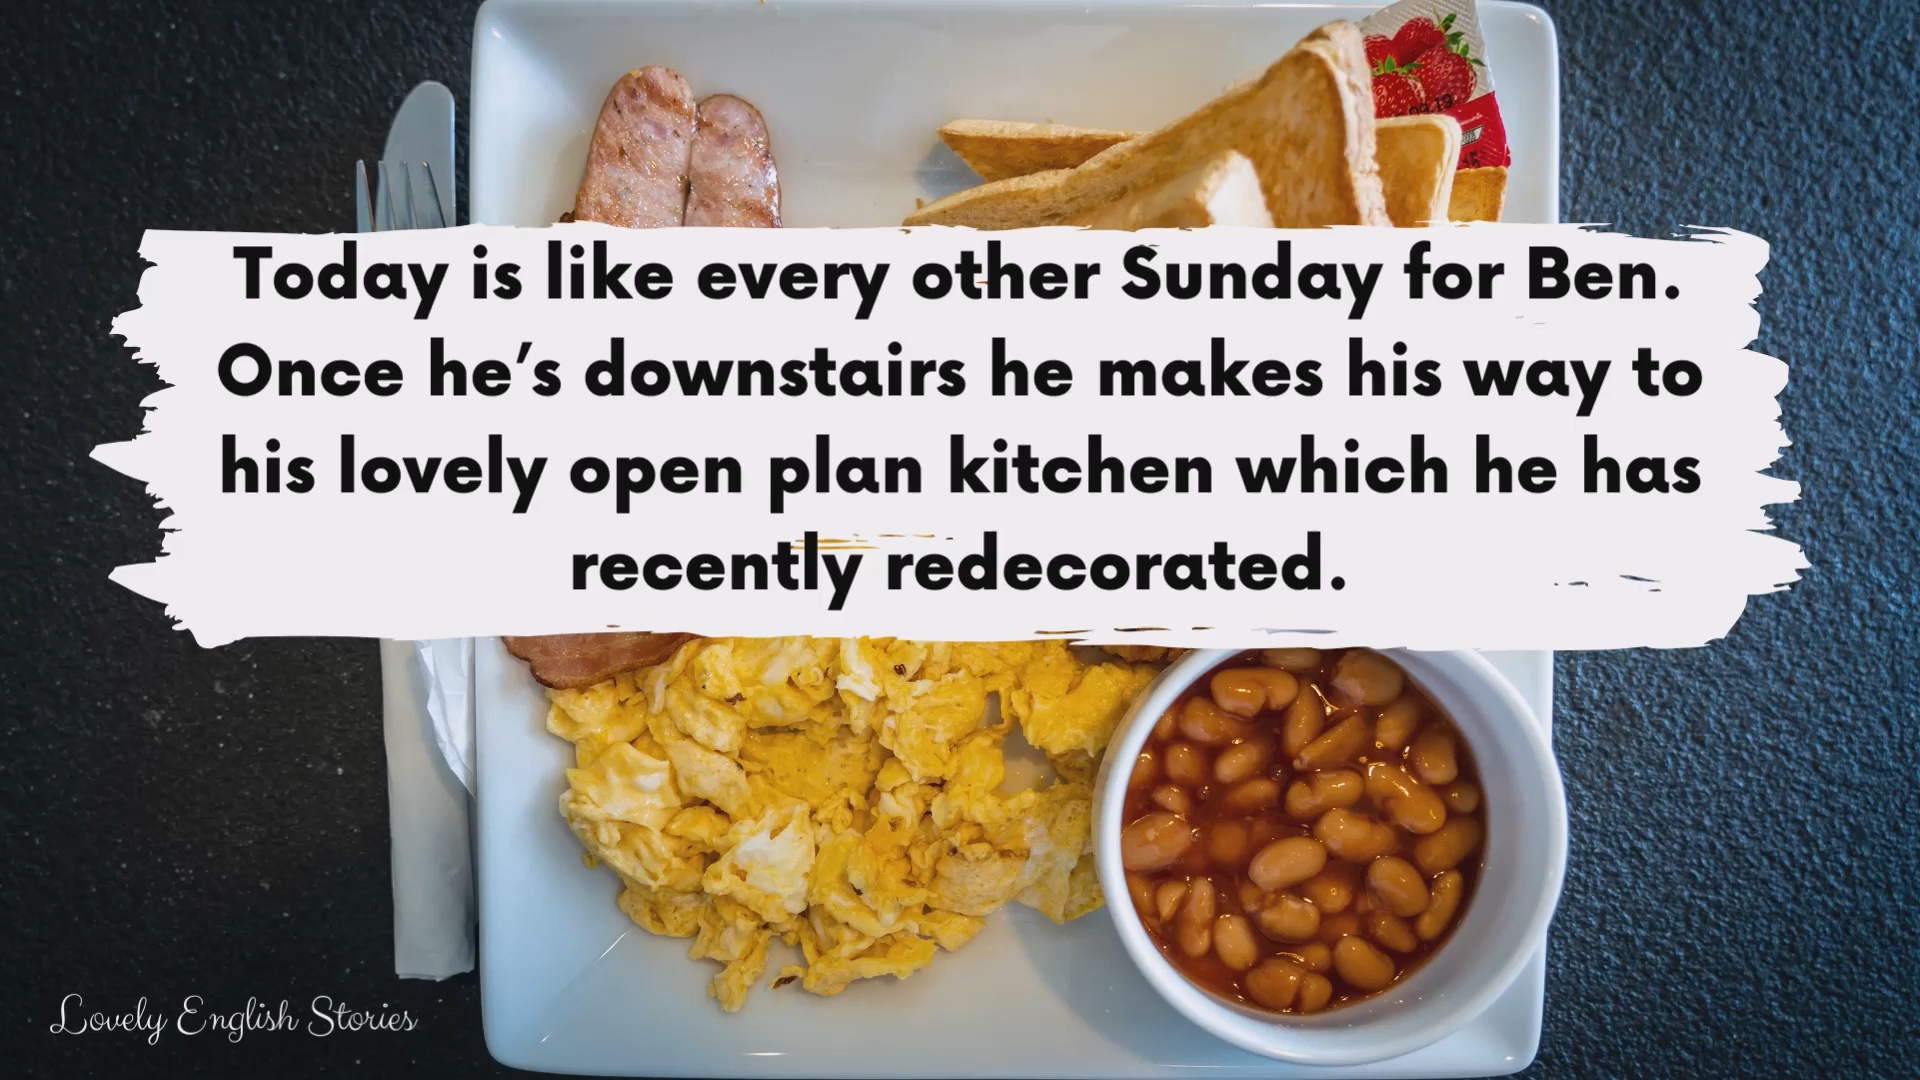 Today is like every other Sunday for Ben.
Once he’s downstairs he makes his way to
his lovely open plan kitchen which he has
recently redecorated.
Lovely English Stories